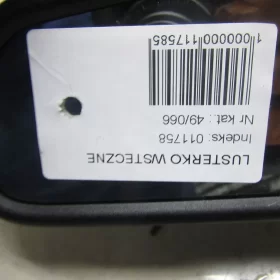 LUSTERKO WSTECZNE
Indeks: 011758
Nr kat.: 49/066
1000000117585